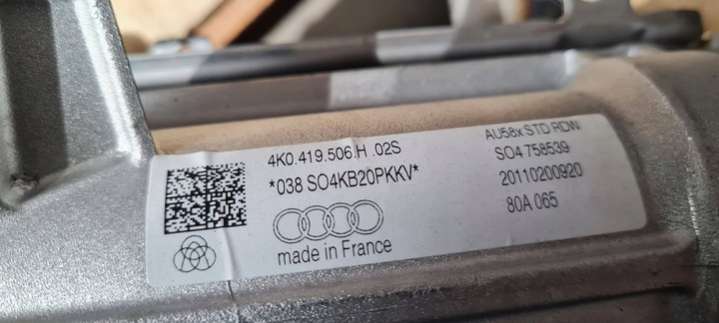 4K0.419.506.H .02S
*038 SO4KB20PKKV*
made in France
AU58x STD RDW
SO4 758539
20110200920
80A 065